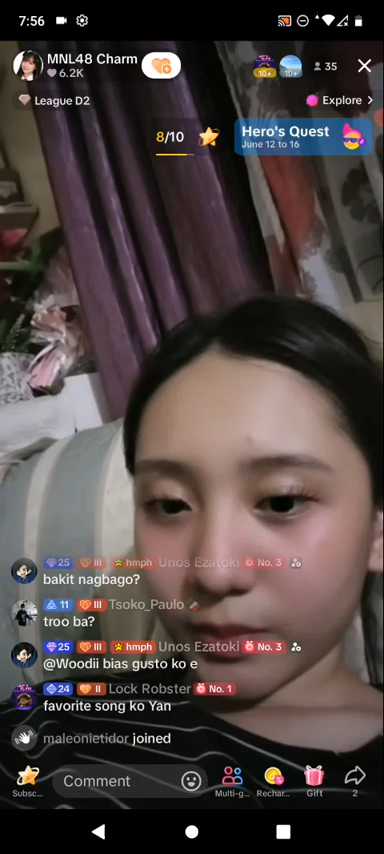 7:56
MNL48 Charm
6.2K
10+
10+
35
League D2
Explore
8/10
Hero's Quest
June 12 to 16
25 III hmph Unos Ezatoki No. 3
bakit nagbago?
11 III Tsoko_Paulo
troo ba?
25 III hmph Unos Ezatoki No. 3
@Woodii bias gusto ko e
24 II Lock Robster No. 1
favorite song ko Yan
maleonietidor joined
Subsc...
Comment
Multi-g...
Rechar...
Gift
2